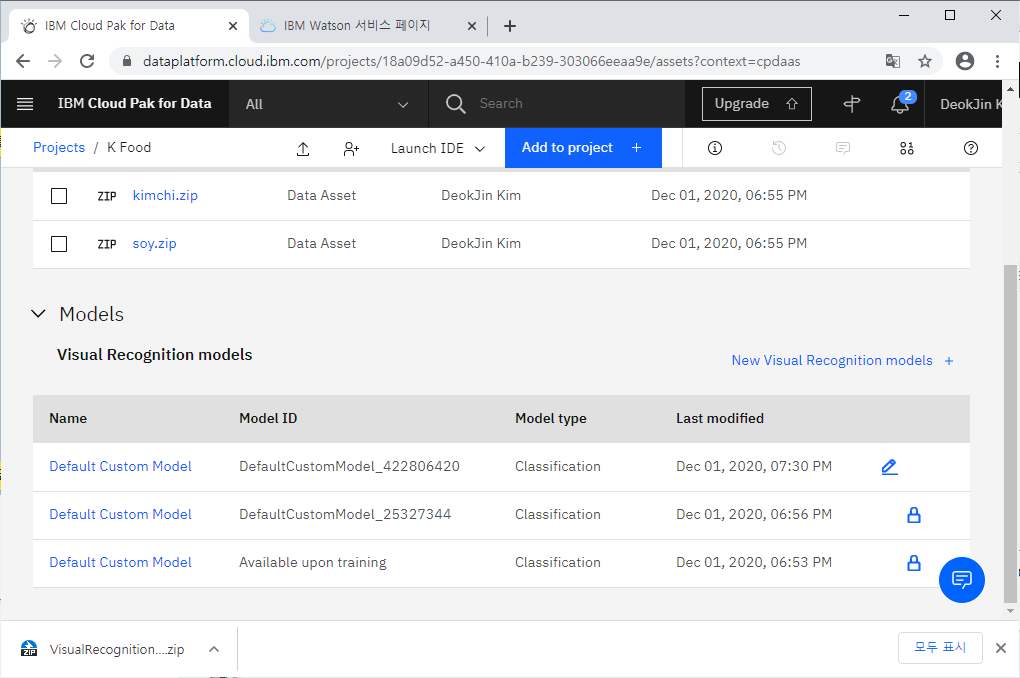 IBM Cloud Pak for Data
IBM Watson 서비스 페이지
dataplatform.cloud.ibm.com/projects/18a09d52-a450-410a-b239-303066eeaa9e/assets?context=cpdaas
IBM Cloud Pak for Data All Search Upgrade 2 DeokJin K
Projects / K Food Launch IDE Add to project +
ZIP kimchi.zip Data Asset DeokJin Kim Dec 01, 2020, 06:55 PM
ZIP soy.zip Data Asset DeokJin Kim Dec 01, 2020, 06:55 PM
Models
Visual Recognition models
New Visual Recognition models +
Name Model ID Model type Last modified
Default Custom Model DefaultCustomModel_422806420 Classification Dec 01, 2020, 07:30 PM
Default Custom Model DefaultCustomModel_25327344 Classification Dec 01, 2020, 06:56 PM
Default Custom Model Available upon training Classification Dec 01, 2020, 06:53 PM
ZIP VisualRecognition....zip 모두 표시